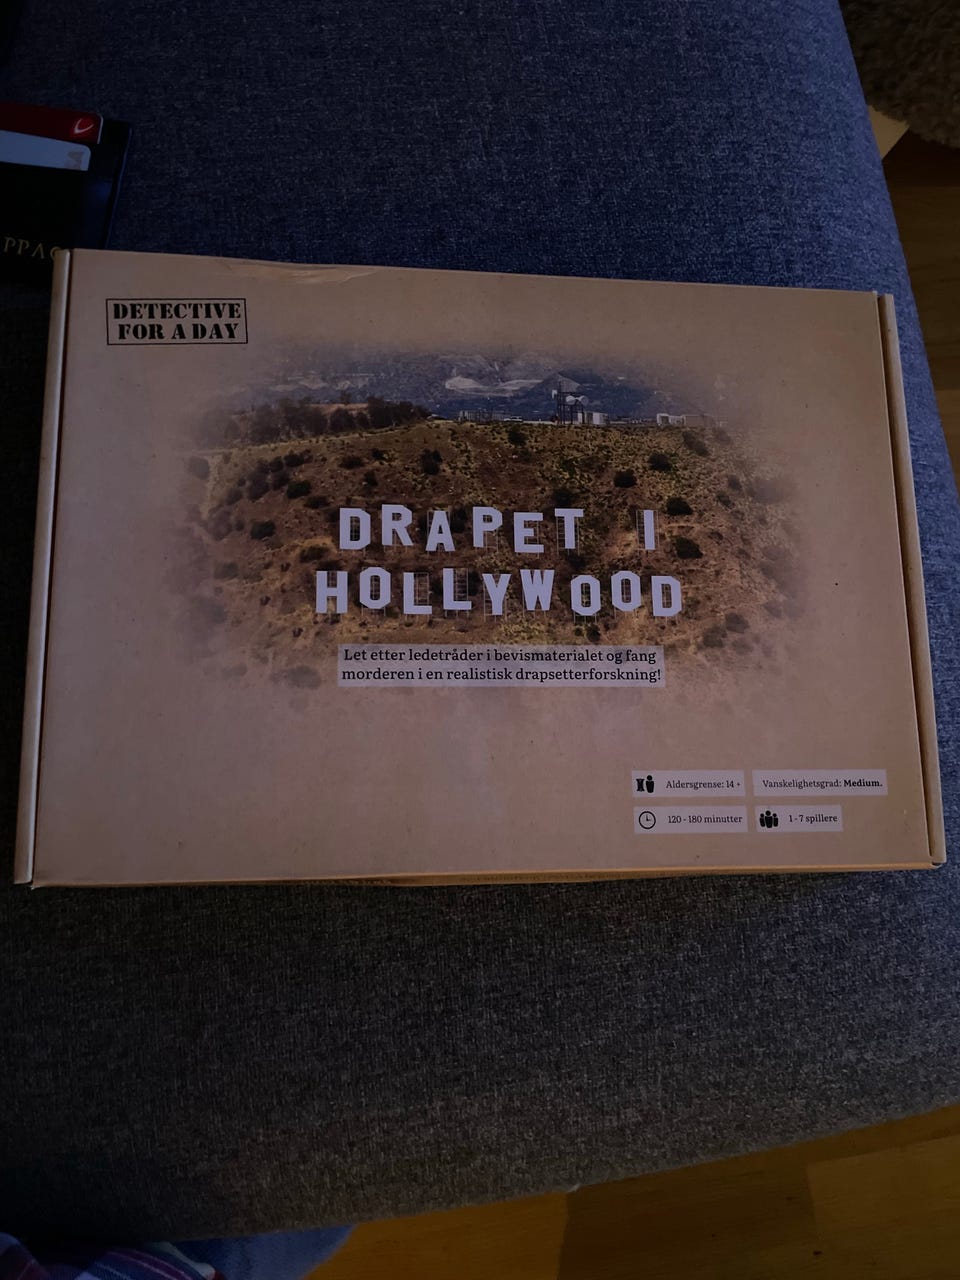 DETECTIVE
FOR A DAY
DRAPET I
HOLLYWOOD
Let etter ledetråder i bevismaterialet og fang
morderen i en realistisk drapsetterforskning!
Aldersgrense: 14 +
Vanskelighetsgrad: Medium.
120 - 180 minutter
1 - 7 spillere